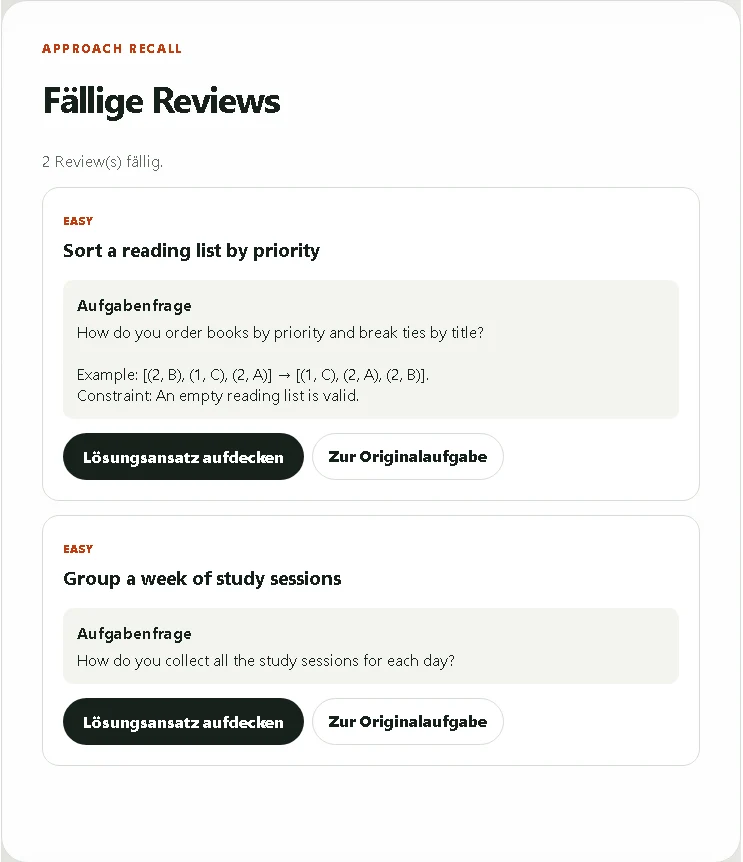 APPROACH RECALL
Fällige Reviews
2 Review(s) fällig.
EASY
Sort a reading list by priority
Aufgabenfrage
How do you order books by priority and break ties by title?
Example: [(2, B), (1, C), (2, A)] → [(1, C), (2, A), (2, B)].
Constraint: An empty reading list is valid.
Lösungsansatz aufdecken
Zur Originalaufgabe
EASY
Group a week of study sessions
Aufgabenfrage
How do you collect all the study sessions for each day?
Lösungsansatz aufdecken
Zur Originalaufgabe